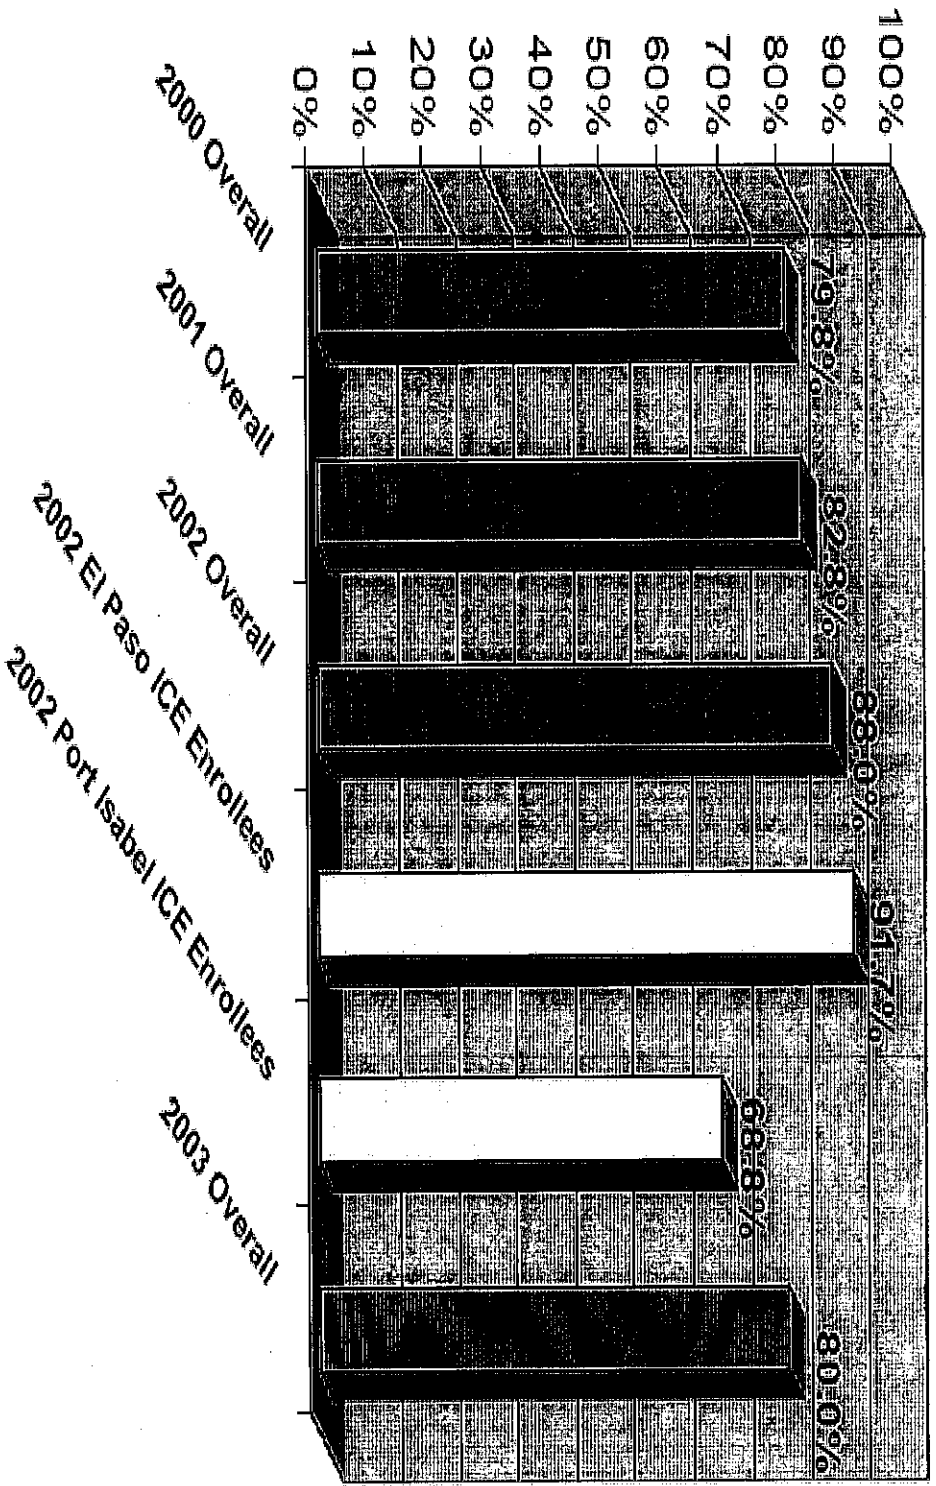 100%
90%
80%
70%
60%
50%
40%
30%
20%
10%
0%
79.8%
82.8%
88.0%
91.7%
68.8%
80.0%
2000 Overall
2001 Overall
2002 Overall
2002 El Paso ICE Enrollees
2002 Port Isabel ICE Enrollees
2003 Overall